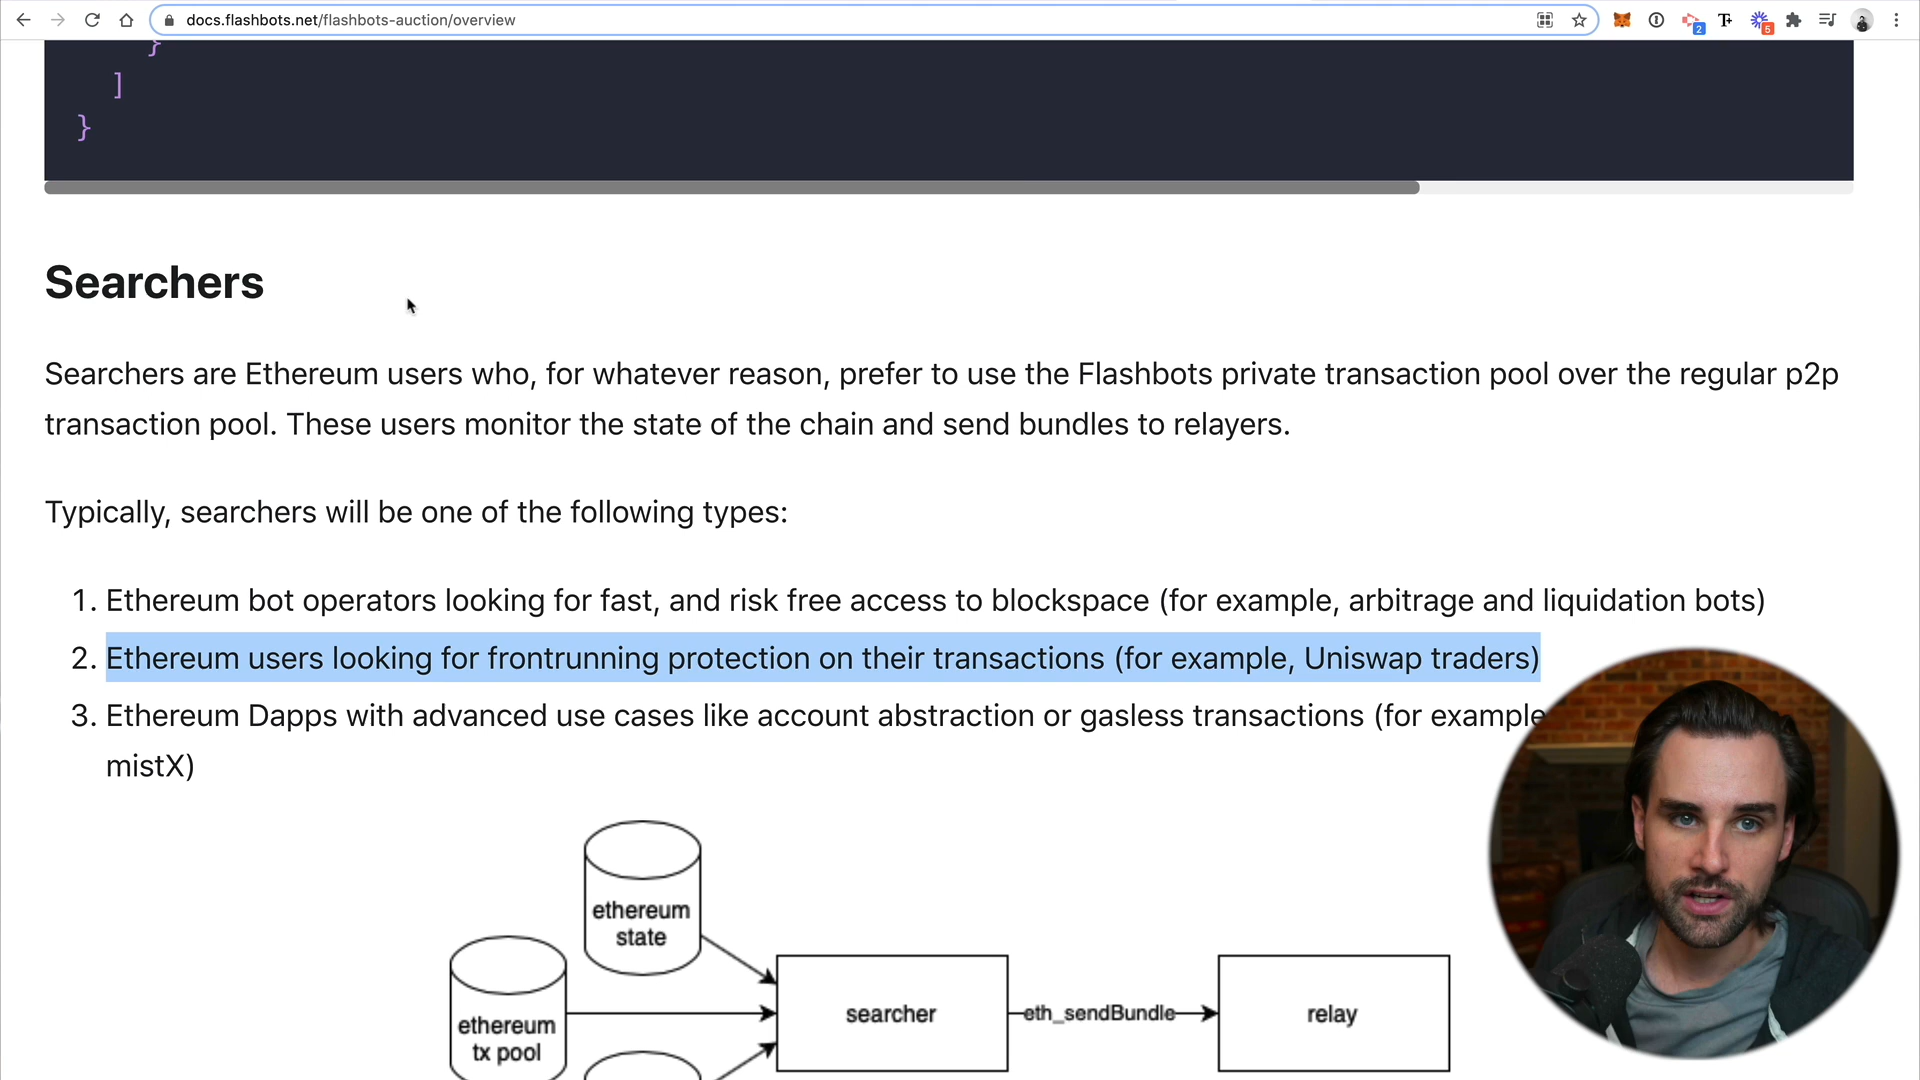 docs.flashbots.net/flashbots-auction/overview
2
5
}
]
}
Searchers
Searchers are Ethereum users who, for whatever reason, prefer to use the Flashbots private transaction pool over the regular p2p
transaction pool. These users monitor the state of the chain and send bundles to relayers.
Typically, searchers will be one of the following types:
1. Ethereum bot operators looking for fast, and risk free access to blockspace (for example, arbitrage and liquidation bots)
2. Ethereum users looking for frontrunning protection on their transactions (for example, Uniswap traders)
3. Ethereum Dapps with advanced use cases like account abstraction or gasless transactions (for example
mistX)
ethereum
state
ethereum
tx pool
searcher
eth_sendBundle
relay